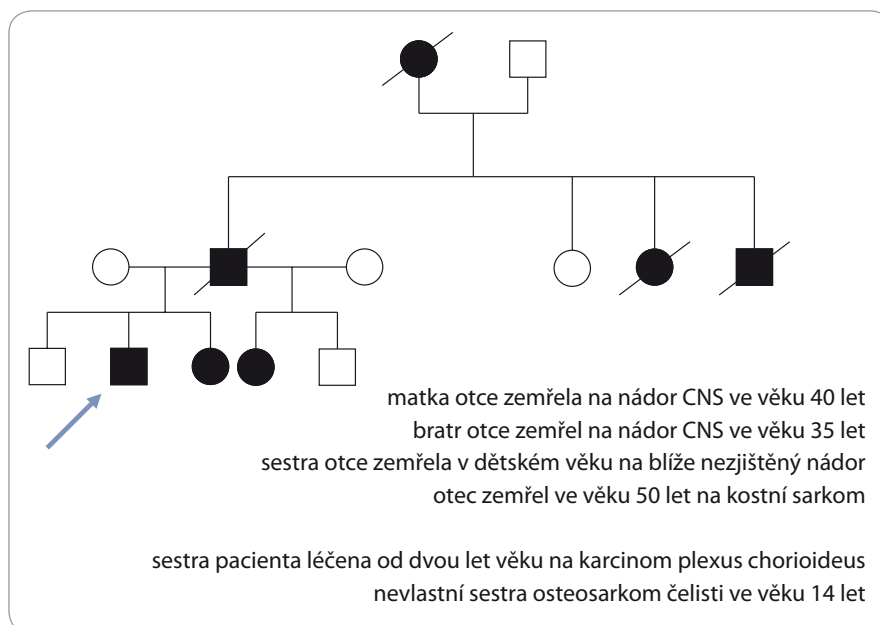 matka otce zemřela na nádor CNS ve věku 40 let
bratr otce zemřel na nádor CNS ve věku 35 let
sestra otce zemřela v dětském věku na blíže nezjištěný nádor
otec zemřel ve věku 50 let na kostní sarkom
sestra pacienta léčena od dvou let věku na karcinom plexus chorioideus
nevlastní sestra osteosarkom čelisti ve věku 14 let